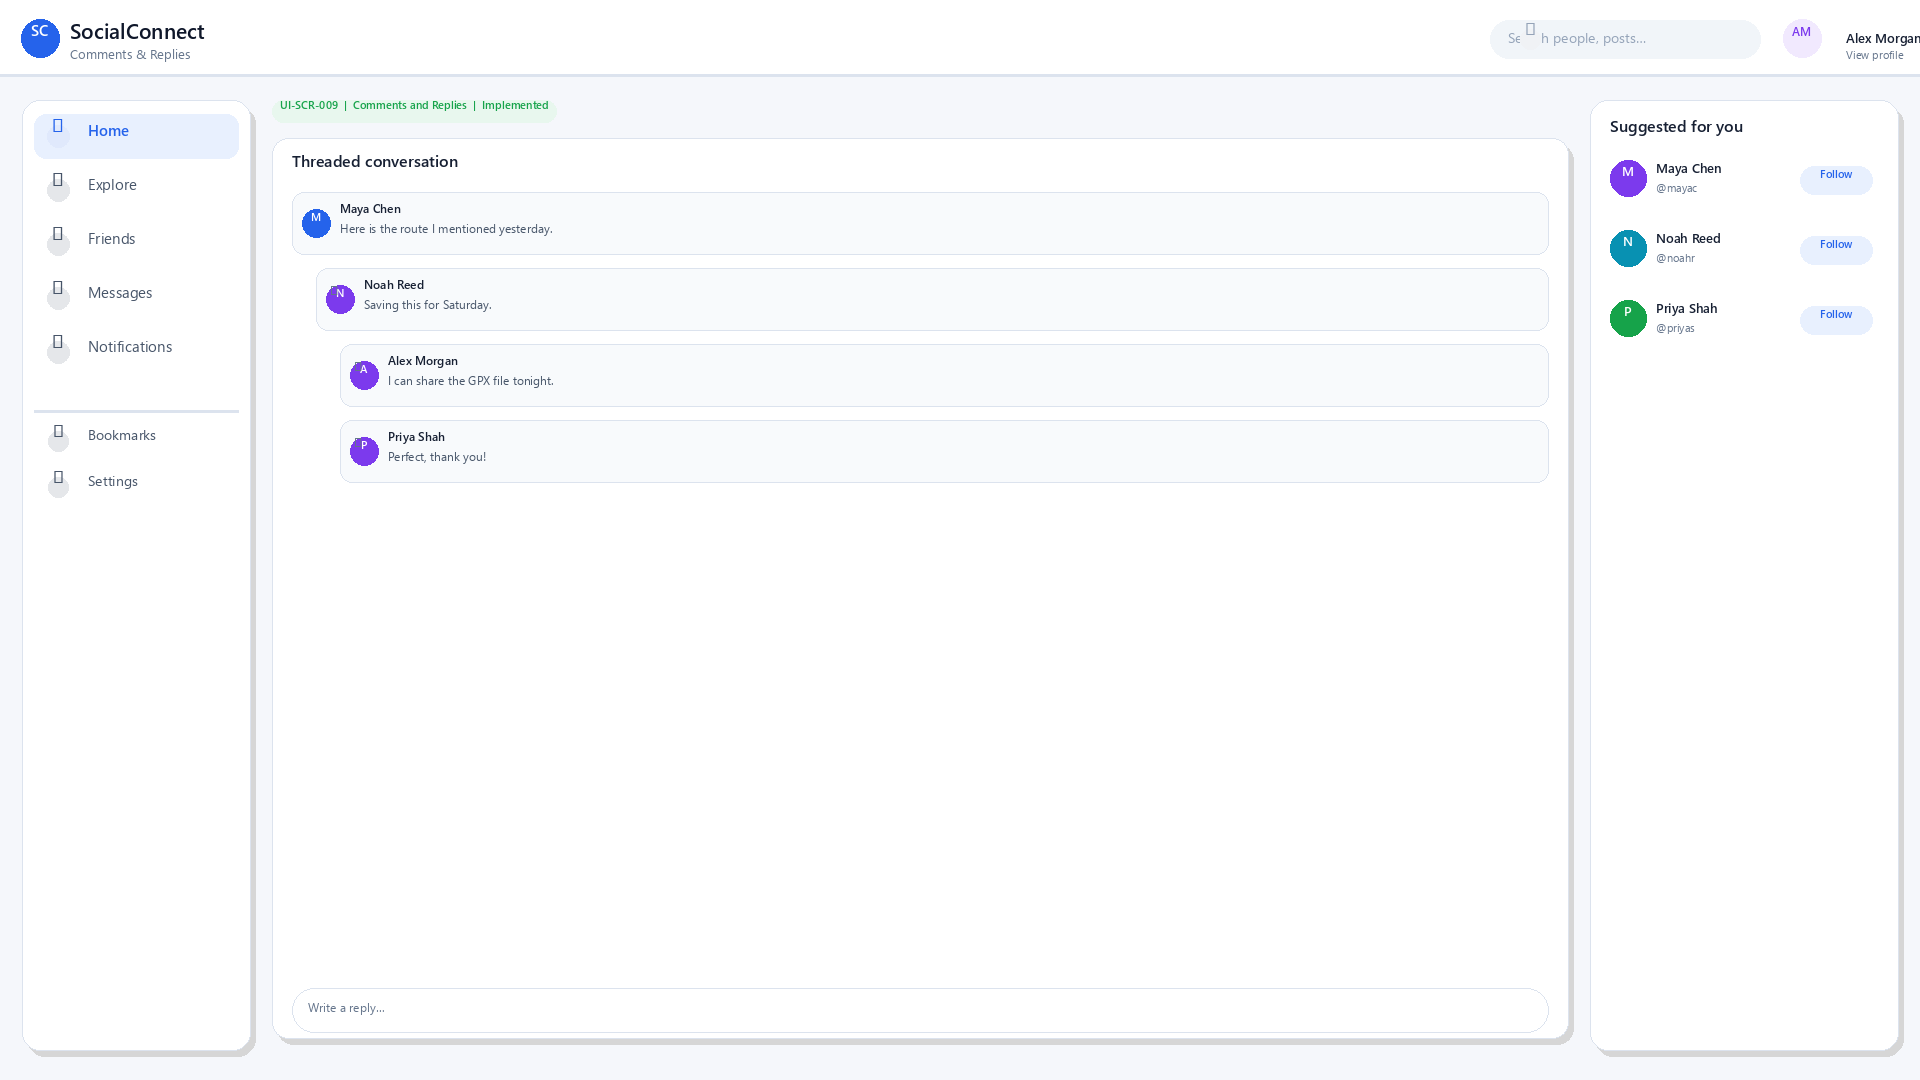 SC
SocialConnect
Comments & Replies
Se h people, posts...
AM
Alex Morgan
View profile
Home
Explore
Friends
Messages
Notifications
Bookmarks
Settings
UI-SCR-009 | Comments and Replies | Implemented
Threaded conversation
M
Maya Chen
Here is the route I mentioned yesterday.
N
Noah Reed
Saving this for Saturday.
A
Alex Morgan
I can share the GPX file tonight.
P
Priya Shah
Perfect, thank you!
Write a reply...
Suggested for you
M
Maya Chen
@mayac
Follow
N
Noah Reed
@noahr
Follow
P
Priya Shah
@priyas
Follow